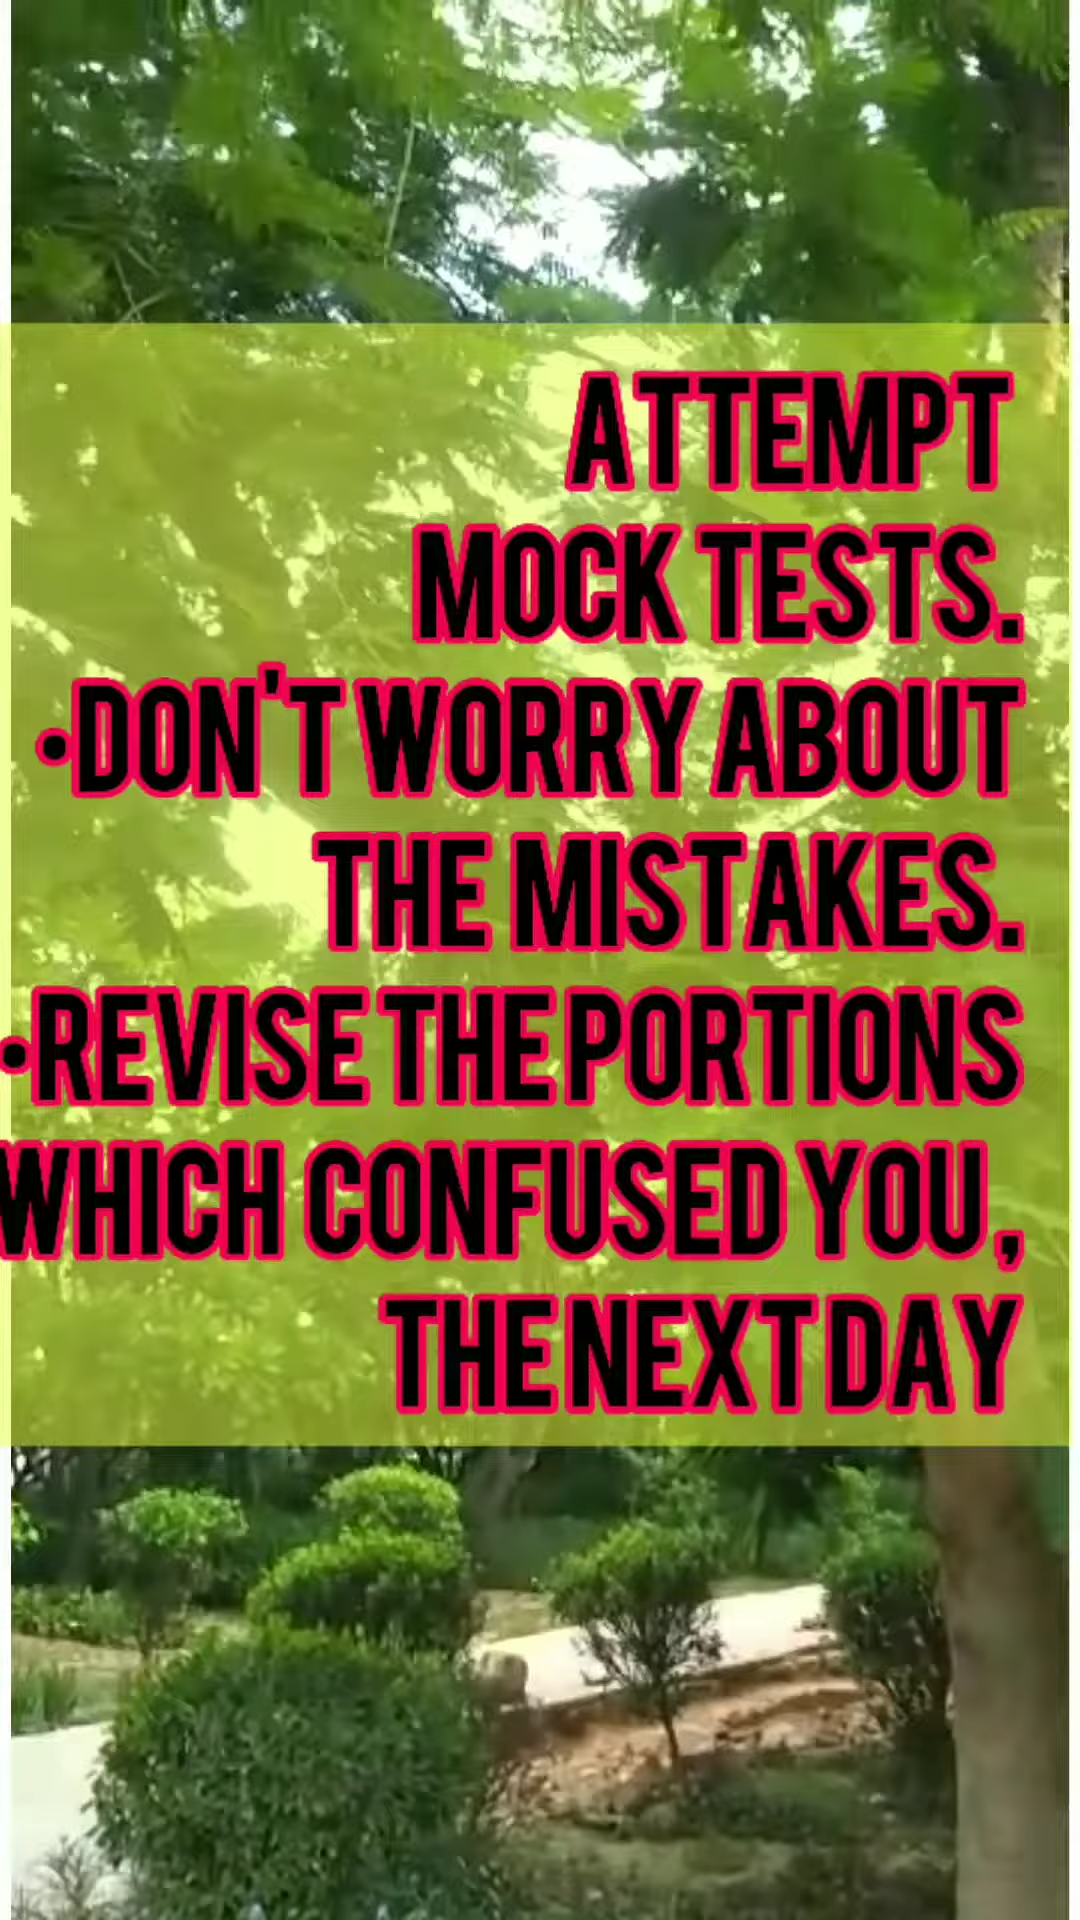 ATTEMPT
MOCK TESTS.
•DON'T WORRY ABOUT
THE MISTAKES.
•REVISE THE PORTIONS
WHICH CONFUSED YOU,
THE NEXT DAY